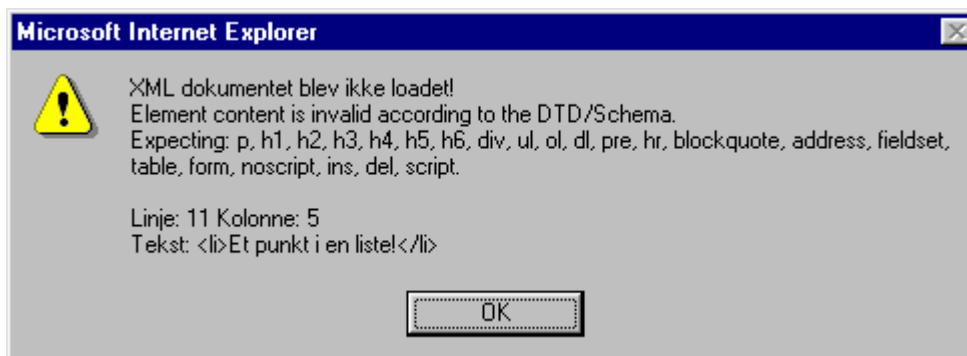 Microsoft Internet Explorer
XML dokumentet blev ikke loadet!
Element content is invalid according to the DTD/Schema.
Expecting: p, h1, h2, h3, h4, h5, h6, div, ul, ol, dl, pre, hr, blockquote, address, fieldset,
table, form, noscript, ins, del, script.
Linje: 11 Kolonne: 5
Tekst: <li>Et punkt i en liste!</li>
OK